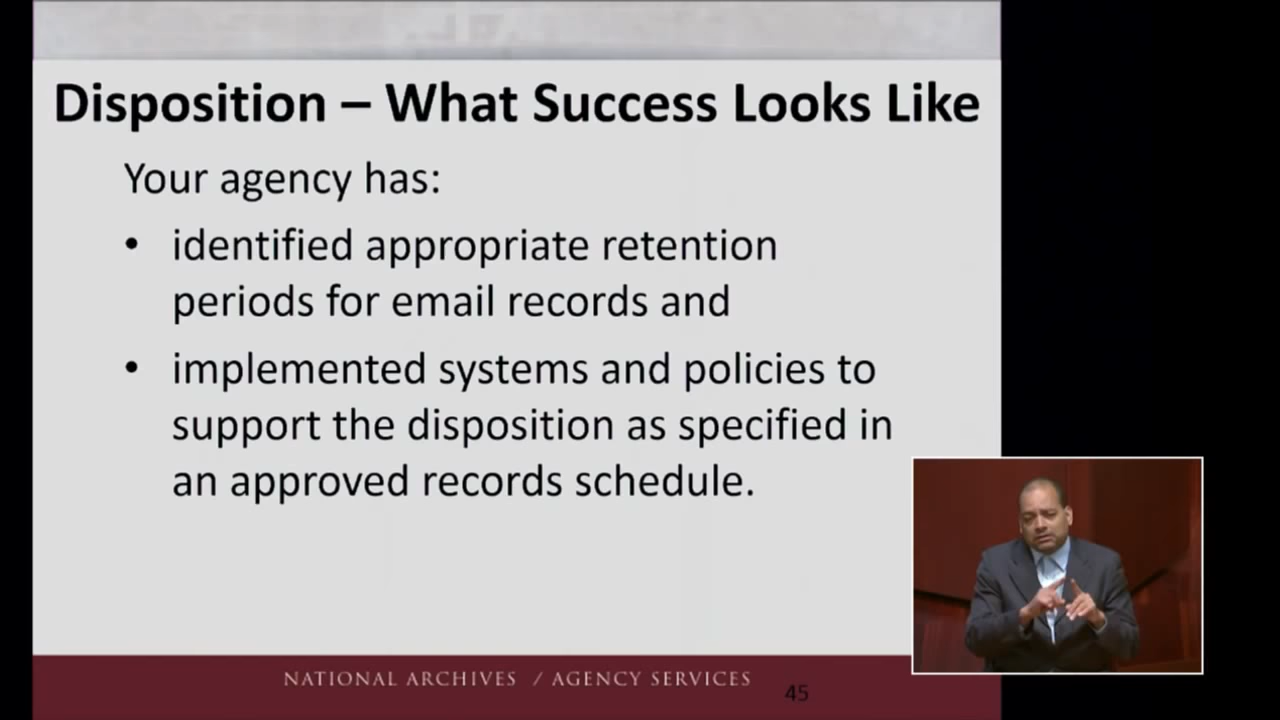 Disposition – What Success Looks Like
Your agency has:
• identified appropriate retention
periods for email records and
• implemented systems and policies to
support the disposition as specified in
an approved records schedule.
NATIONAL ARCHIVES / AGENCY SERVICES
45